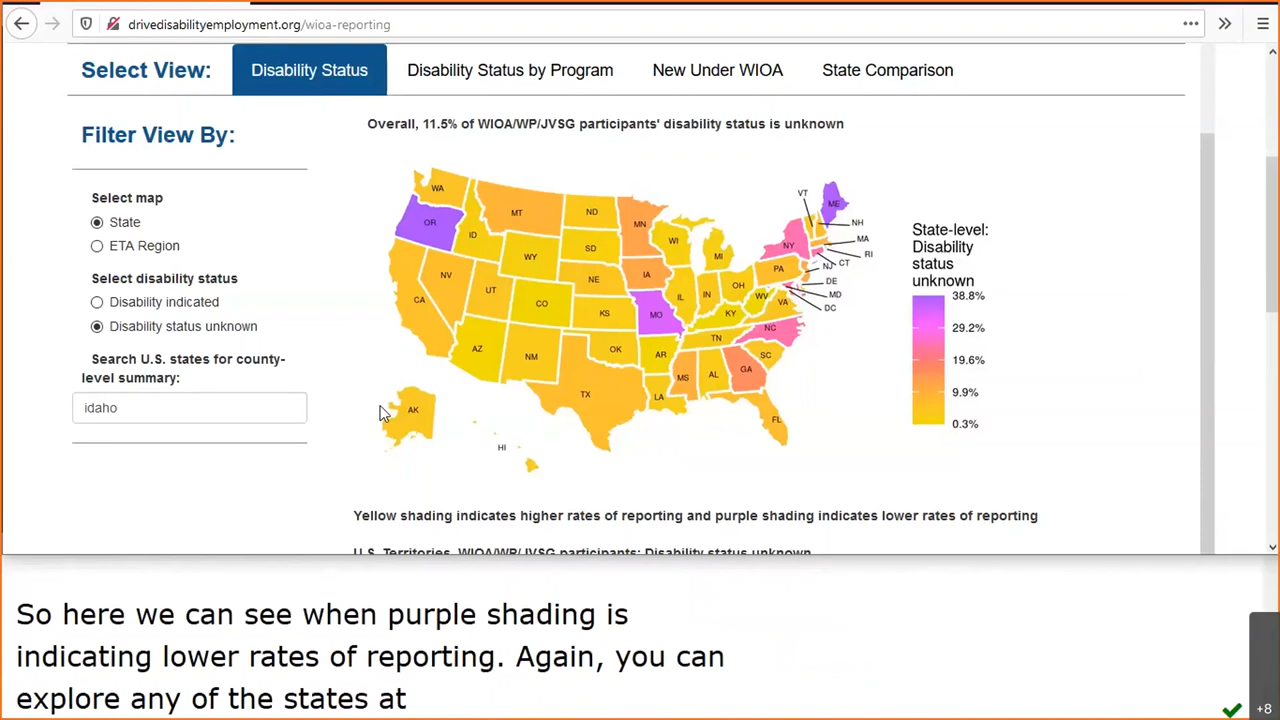 drivedisabilityemployment.org/wioa-reporting
Select View:
Disability Status
Disability Status by Program
New Under WIOA
State Comparison
Filter View By:
Overall, 11.5% of WIOA/WP/JVSG participants' disability status is unknown
Select map
State
ETA Region
Select disability status
Disability indicated
Disability status unknown
Search U.S. states for county-
level summary:
idaho
WA
OR
ID
MT
ND
MN
SD
WY
NV
UT
CA
CO
NE
IA
WI
MI
KS
MO
IL
IN
OH
PA
NY
VT
ME
NH
MA
RI
CT
NJ
DE
MD
DC
WV
VA
KY
TN
NC
SC
GA
AL
MS
AR
LA
OK
TX
NM
AZ
FL
AK
HI
State-level:
Disability
status
unknown
38.8%
29.2%
19.6%
9.9%
0.3%
Yellow shading indicates higher rates of reporting and purple shading indicates lower rates of reporting
U.S. Territories, WIOA/WP/JVSG participants: Disability status unknown
So here we can see when purple shading is
indicating lower rates of reporting. Again, you can
explore any of the states at
+8